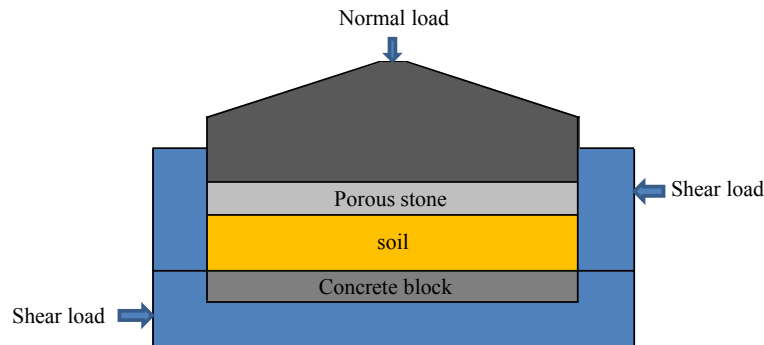 Normal load
Shear load
Porous stone
soil
Concrete block
Shear load